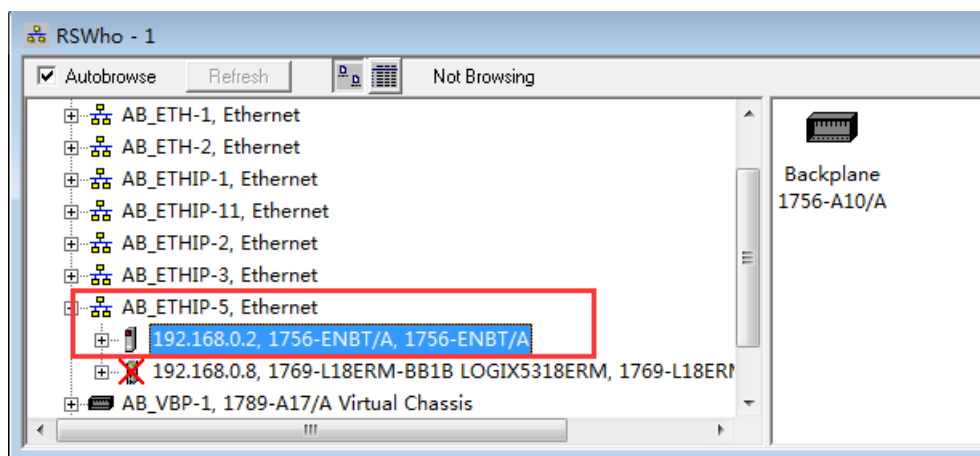 RSWho - 1
Autobrowse Refresh Not Browsing
AB_ETH-1, Ethernet
AB_ETH-2, Ethernet
AB_ETHIP-1, Ethernet
AB_ETHIP-11, Ethernet
AB_ETHIP-2, Ethernet
AB_ETHIP-3, Ethernet
AB_ETHIP-5, Ethernet
192.168.0.2, 1756-ENBT/A, 1756-ENBT/A
192.168.0.8, 1769-L18ERM-BB1B LOGIX5318ERM, 1769-L18ER
AB_VBP-1, 1789-A17/A Virtual Chassis
Backplane
1756-A10/A